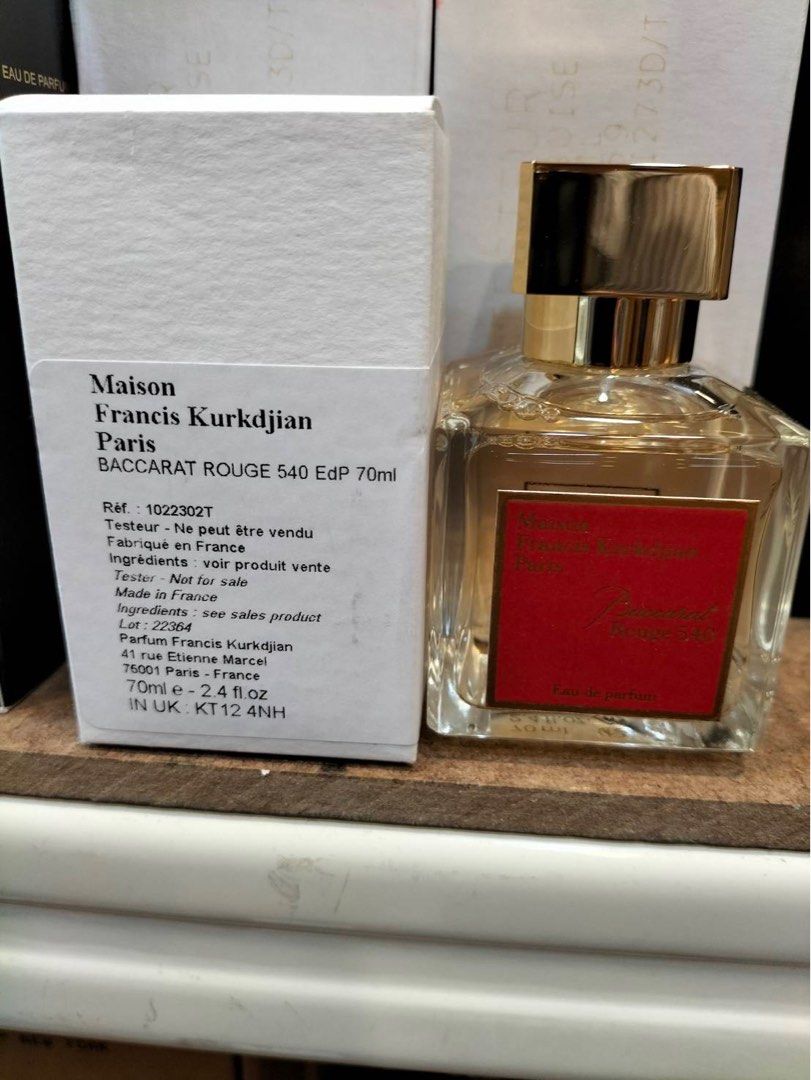 EAU DE PARFU
Maison
Francis Kurkdjian
Paris
BACCARAT ROUGE 540 EdP 70ml
Réf. : 1022302T
Testeur - Ne peut être vendu
Fabriqué en France
Ingrédients : voir produit vente
Tester - Not for sale
Made in France
Ingredients : see sales product
Lot : 22364
Parfum Francis Kurkdjian
41 rue Etienne Marcel
75001 Paris - France
70ml e - 2.4 fl.oz
IN UK : KT12 4NH
Maison
Francis Kurkdjian
Paris
Baccarat
Rouge 540
Eau de parfum